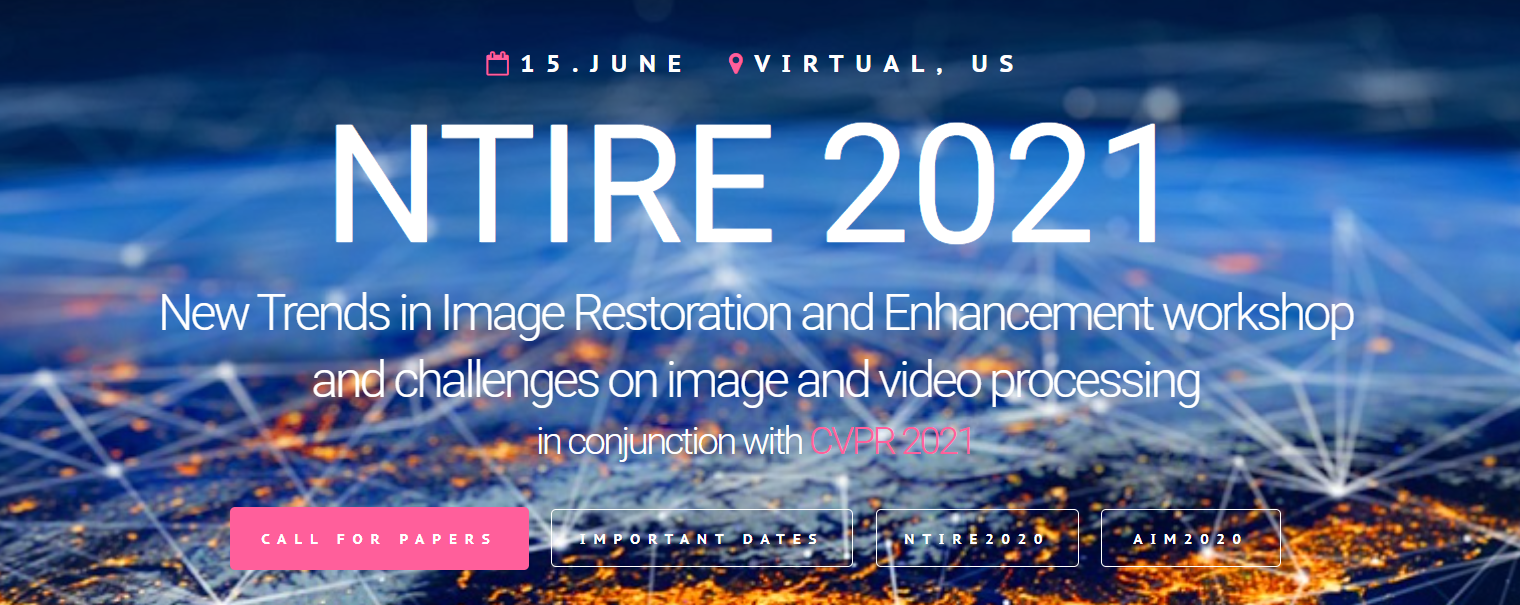 15.JUNE VIRTUAL, US
NTIRE 2021
New Trends in Image Restoration and Enhancement workshop
and challenges on image and video processing
in conjunction with CVPR 2021
CALL FOR PAPERS IMPORTANT DATES NTIRE2020 AIM2020